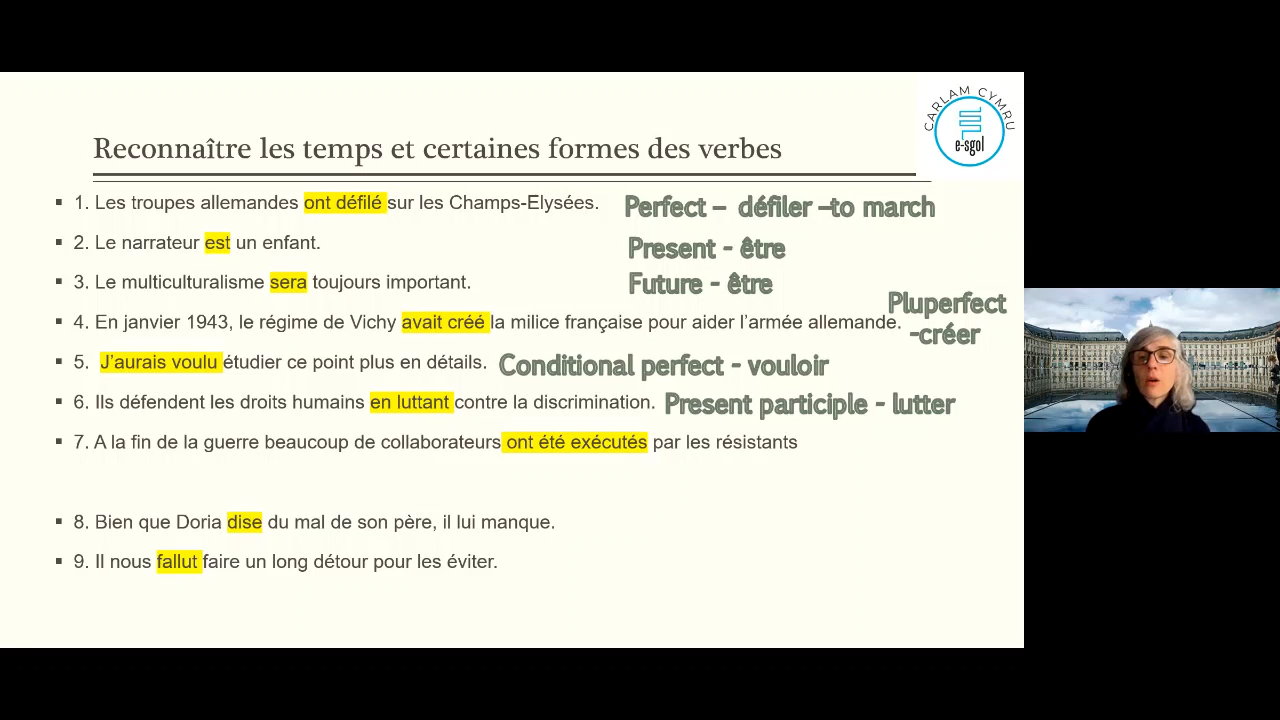 CARLAM CYMRU
e-sgol
Reconnaître les temps et certaines formes des verbes
1. Les troupes allemandes ont défilé sur les Champs-Elysées. Perfect – défiler –to march
2. Le narrateur est un enfant. Present - être
3. Le multiculturalisme sera toujours important. Future - être
4. En janvier 1943, le régime de Vichy avait créé la milice française pour aider l’armée allemande. Pluperfect
-créer
5. J’aurais voulu étudier ce point plus en détails. Conditional perfect - vouloir
6. Ils défendent les droits humains en luttant contre la discrimination. Present participle - lutter
7. A la fin de la guerre beaucoup de collaborateurs ont été exécutés par les résistants
8. Bien que Doria dise du mal de son père, il lui manque.
9. Il nous fallut faire un long détour pour les éviter.